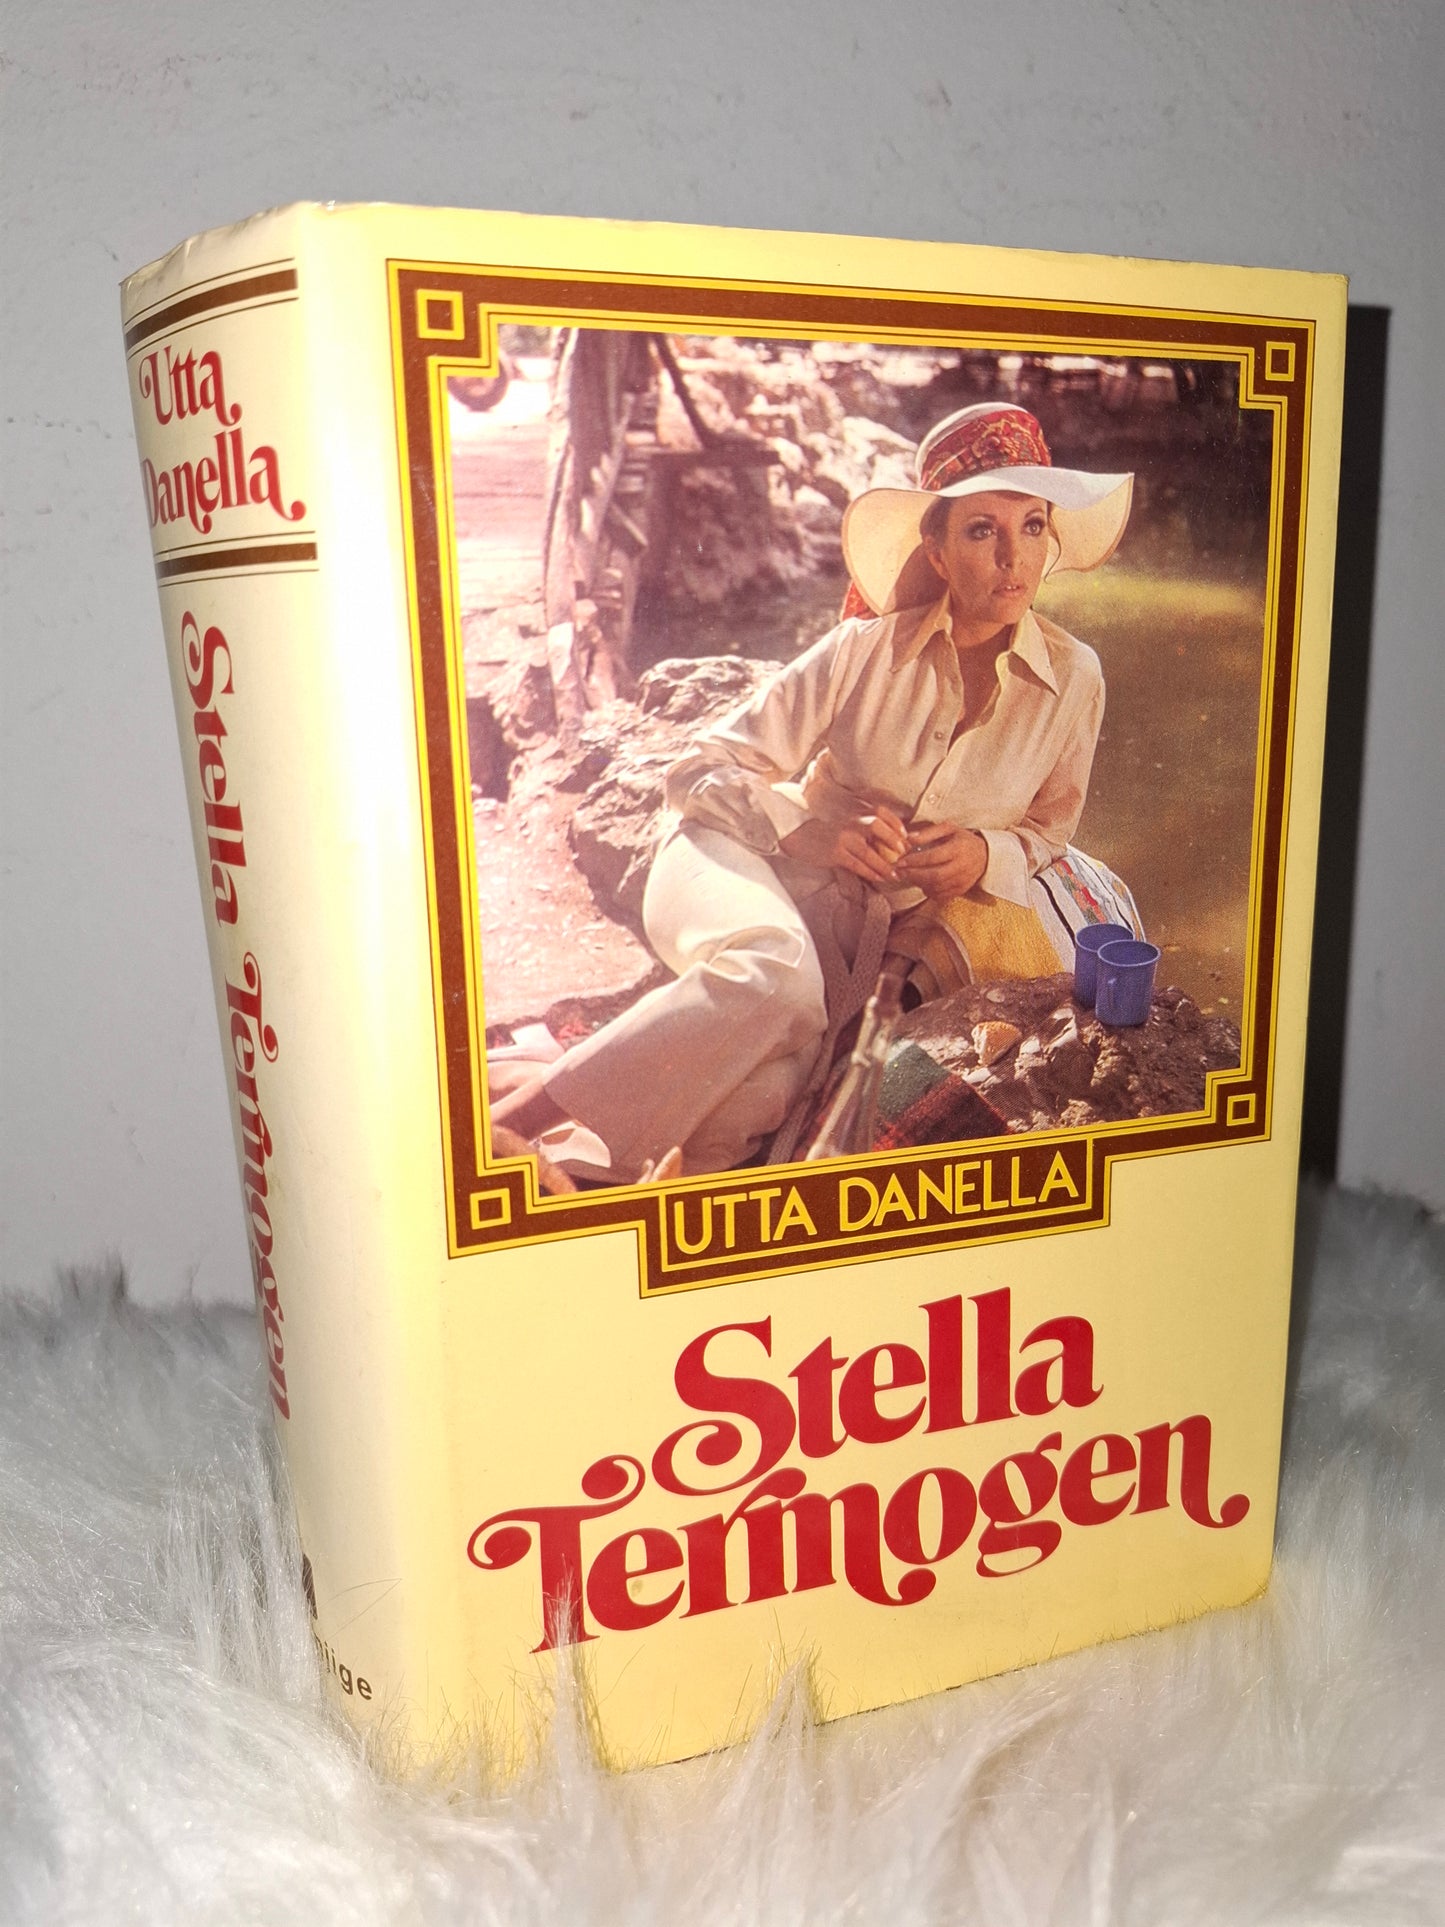 Utta
Danella
Stella Termogen
UTTA DANELLA
Stella
Termogen